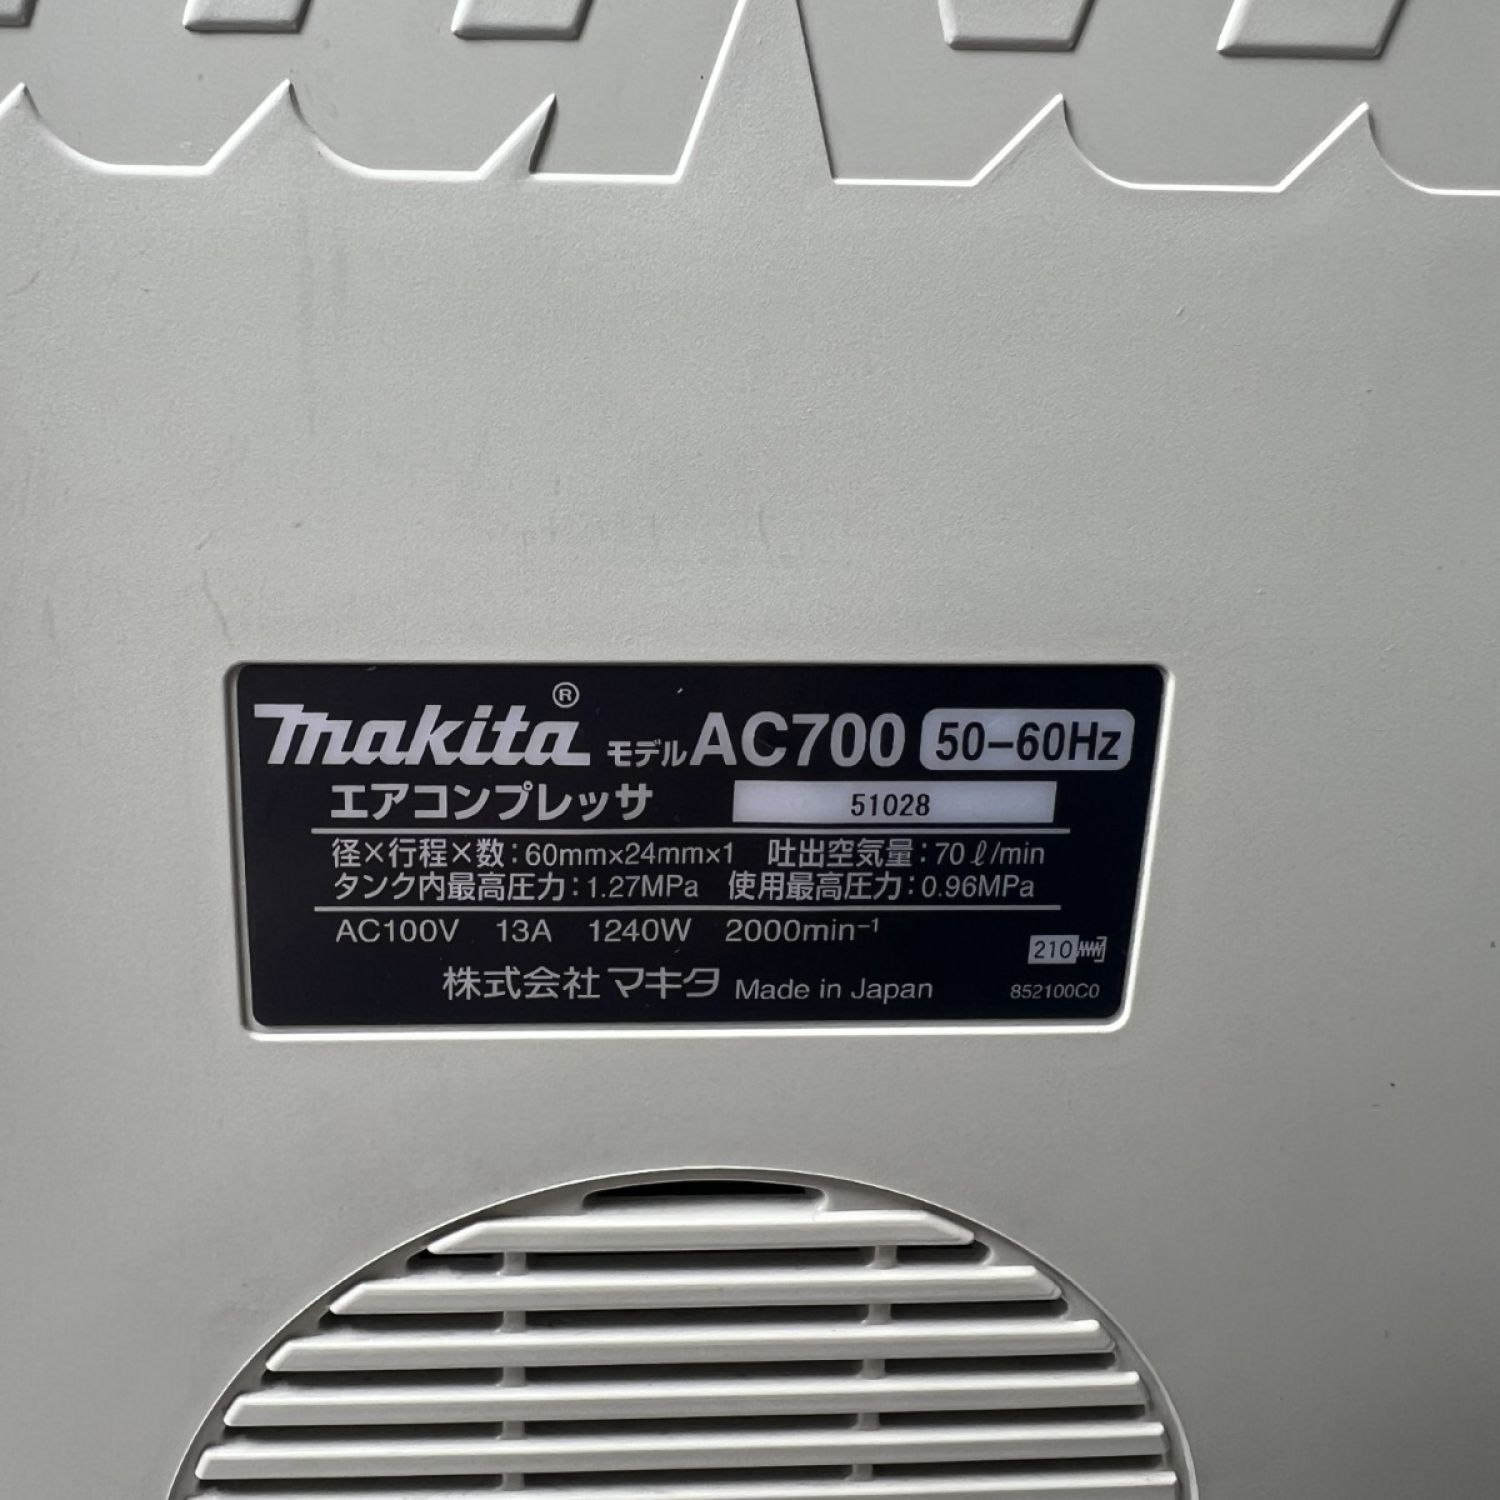 makita® モデル AC700 50-60Hz
エアコンプレッサ 51028
径×行程×数:60mm×24mm×1 吐出空気量:70ℓ/min
タンク内最高圧力:1.27MPa 使用最高圧力:0.96MPa
AC100V 13A 1240W 2000min⁻¹
210
株式会社マキタ Made in Japan 852100C0